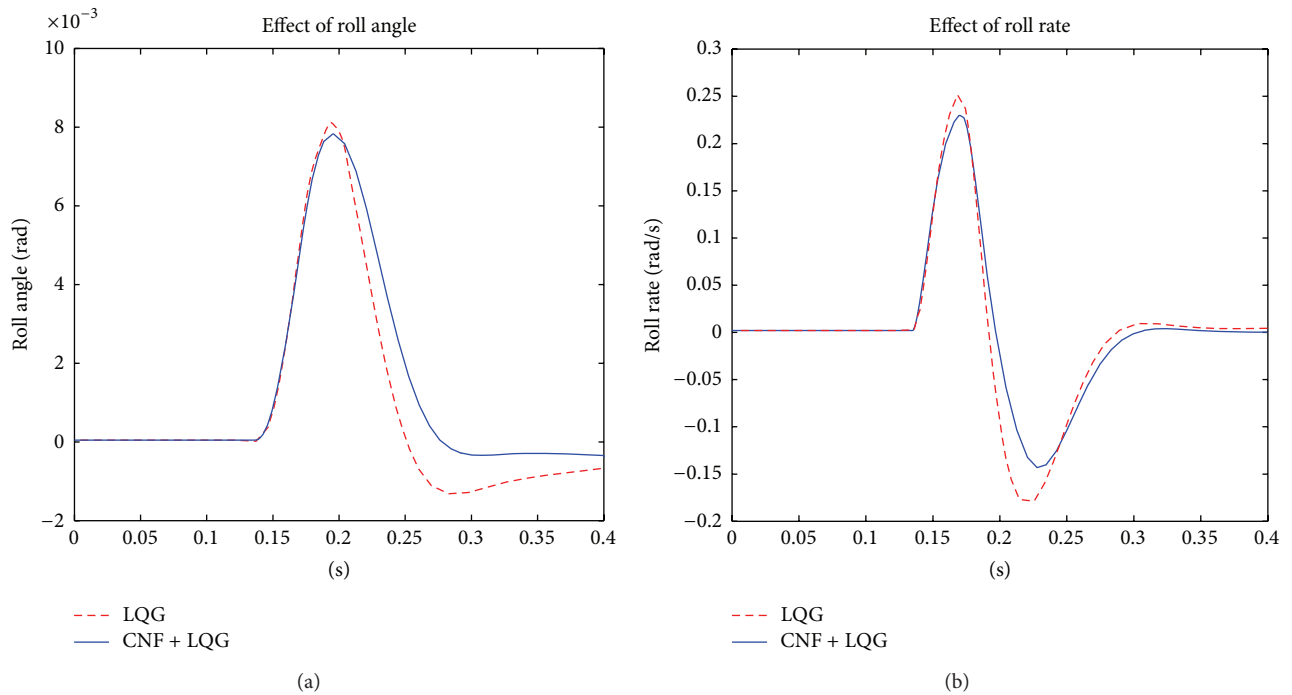 Effect of roll angle
×10⁻³
10
8
6
4
2
0
−2
Roll angle (rad)
0 0.05 0.1 0.15 0.2 0.25 0.3 0.35 0.4
(s)
LQG
CNF + LQG
(a)
Effect of roll rate
0.3
0.25
0.2
0.15
0.1
0.05
0
−0.05
−0.1
−0.15
−0.2
Roll rate (rad/s)
0 0.05 0.1 0.15 0.2 0.25 0.3 0.35 0.4
(s)
LQG
CNF + LQG
(b)